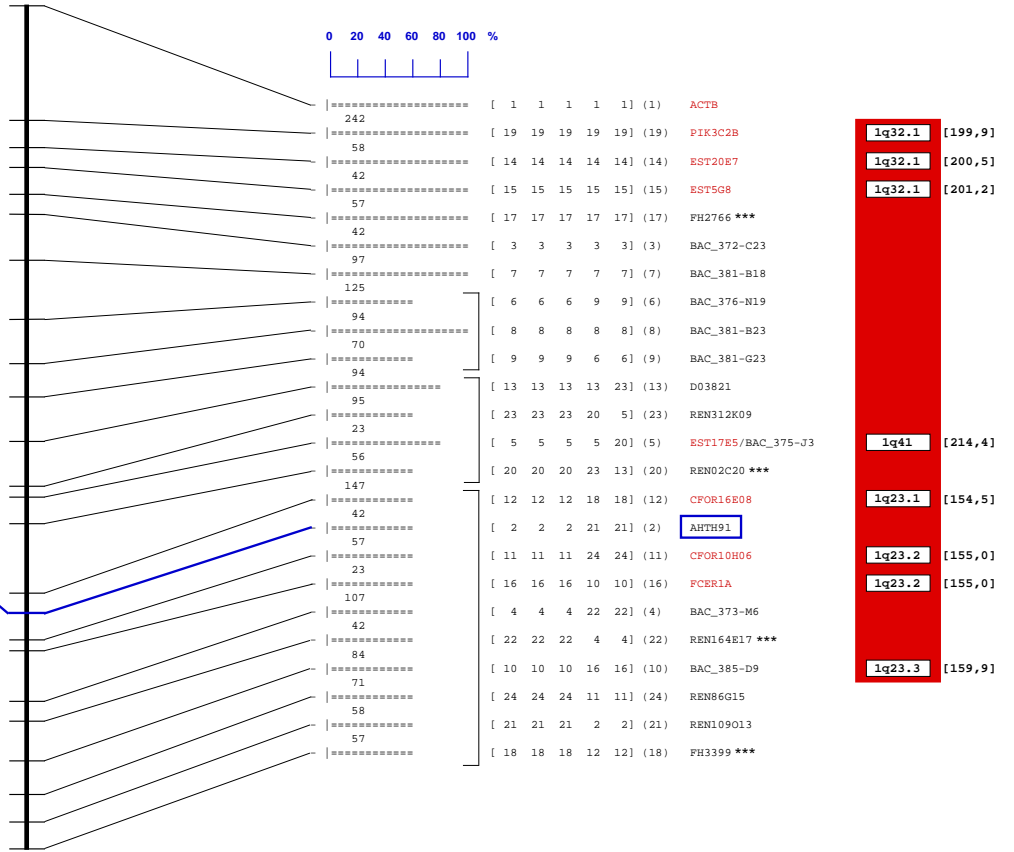 0 20 40 60 80 100 %
|==================== [ 1 1 1 1 1] (1) ACTB
242
|==================== [ 19 19 19 19 19] (19) PIK3C2B 1q32.1 [199,9]
58
|==================== [ 14 14 14 14 14] (14) EST20E7 1q32.1 [200,5]
42
|==================== [ 15 15 15 15 15] (15) EST5G8 1q32.1 [201,2]
57
|==================== [ 17 17 17 17 17] (17) FH2766 ***
42
|==================== [ 3 3 3 3 3] (3) BAC_372-C23
97
|==================== [ 7 7 7 7 7] (7) BAC_381-B18
125
|============ [ 6 6 6 9 9] (6) BAC_376-N19
94
|==================== [ 8 8 8 8 8] (8) BAC_381-B23
70
|============ [ 9 9 9 6 6] (9) BAC_381-G23
94
|================ [ 13 13 13 13 23] (13) D03821
95
|============ [ 23 23 23 20 5] (23) REN312K09
23
|================ [ 5 5 5 5 20] (5) EST17E5/BAC_375-J3 1q41 [214,4]
56
|============ [ 20 20 20 23 13] (20) REN02C20 ***
147
|============ [ 12 12 12 18 18] (12) CFOR16E08 1q23.1 [154,5]
42
|============ [ 2 2 2 21 21] (2) AHTH91
57
|============ [ 11 11 11 24 24] (11) CFOR10H06 1q23.2 [155,0]
23
|============ [ 16 16 16 10 10] (16) FCER1A 1q23.2 [155,0]
107
|============ [ 4 4 4 22 22] (4) BAC_373-M6
42
|============ [ 22 22 22 4 4] (22) REN164E17 ***
84
|============ [ 10 10 10 16 16] (10) BAC_385-D9 1q23.3 [159,9]
71
|============ [ 24 24 24 11 11] (24) REN86G15
58
|============ [ 21 21 21 2 2] (21) REN109O13
57
|============ [ 18 18 18 12 12] (18) FH3399 ***